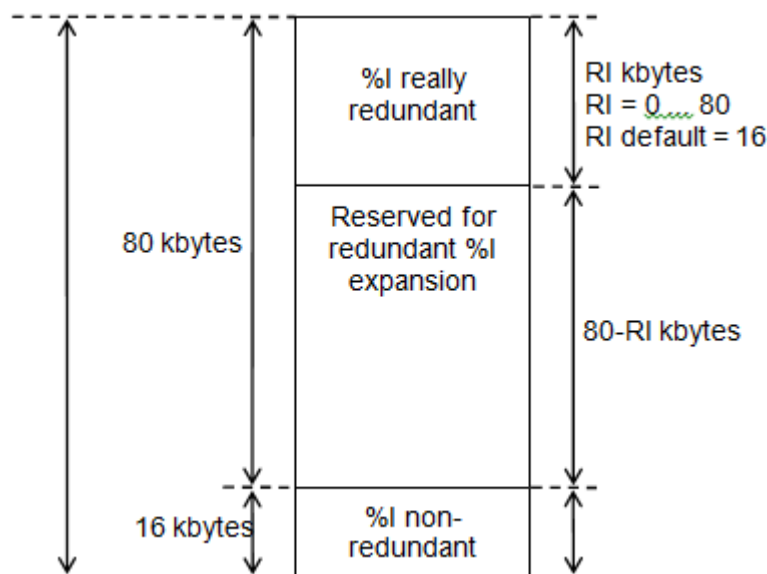 %I really
redundant
RI kbytes
RI = 0 ... 80
RI default = 16
80 kbytes
Reserved for
redundant %I
expansion
80-RI kbytes
16 kbytes
%I non-
redundant